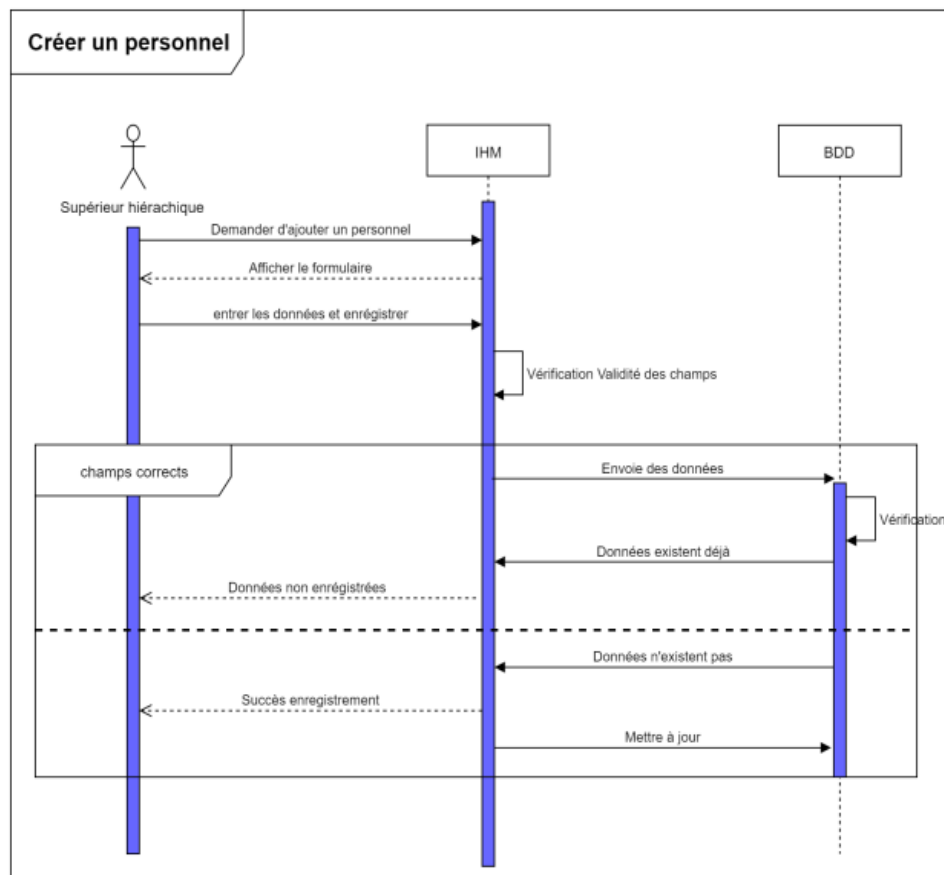 Créer un personnel
IHM
BDD
Supérieur hiérachique
Demander d'ajouter un personnel
Afficher le formulaire
entrer les données et enrégistrer
Vérification Validité des champs
champs corrects
Envoie des données
Vérification
Données existent déjà
Données non enrégistrées
Données n'existent pas
Succès enregistrement
Mettre à jour